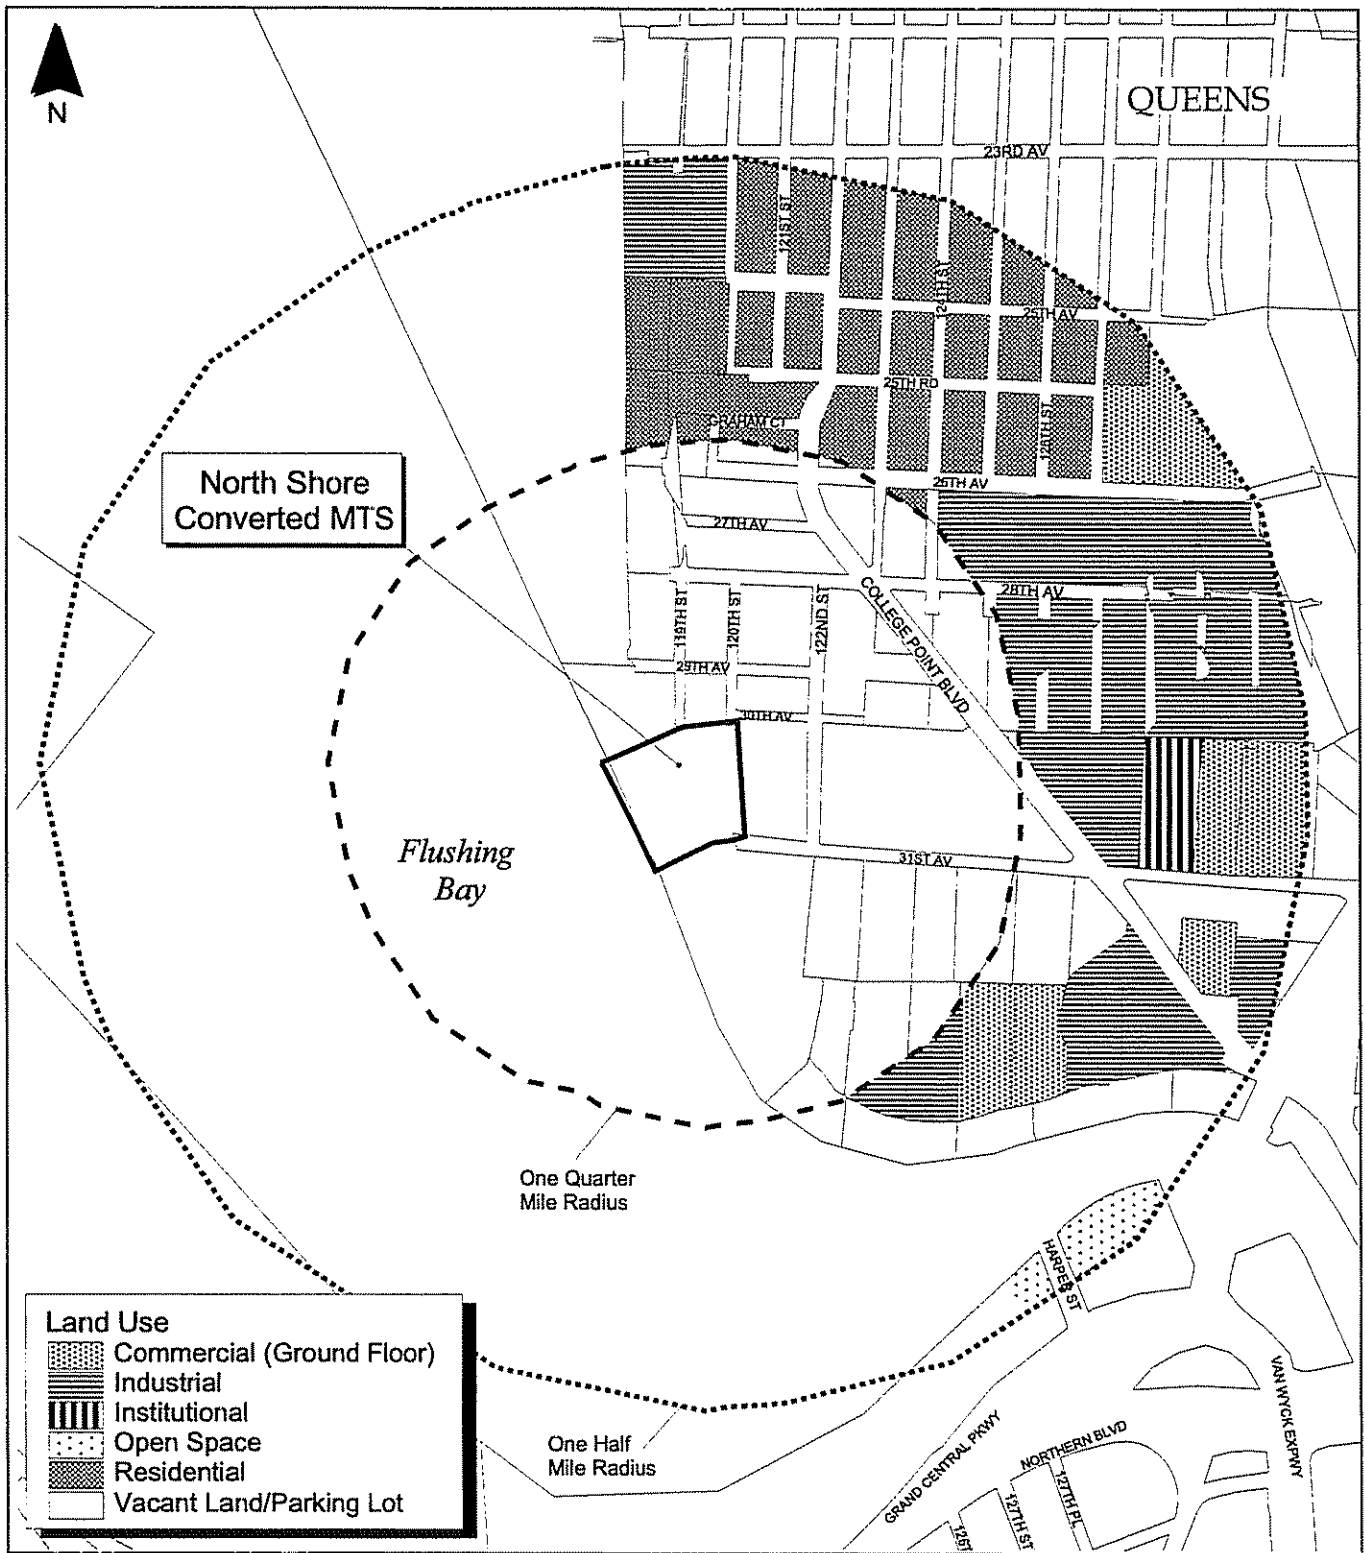 N
QUEENS
23RD AV
121ST ST
124TH ST
25TH AV
25TH RD
126TH ST
GRAHAM CT
26TH AV
North Shore
Converted MTS
27TH AV
28TH AV
COLLEGE POINT BLVD
119TH ST
120TH ST
122ND ST
29TH AV
30TH AV
Flushing
Bay
31ST AV
One Quarter
Mile Radius
HARPER ST
Land Use
Commercial (Ground Floor)
Industrial
Institutional
Open Space
Residential
Vacant Land/Parking Lot
One Half
Mile Radius
GRAND CENTRAL PKWY
NORTHERN BLVD
VAN WYCK EXPWY
127TH PL
127TH ST
126T